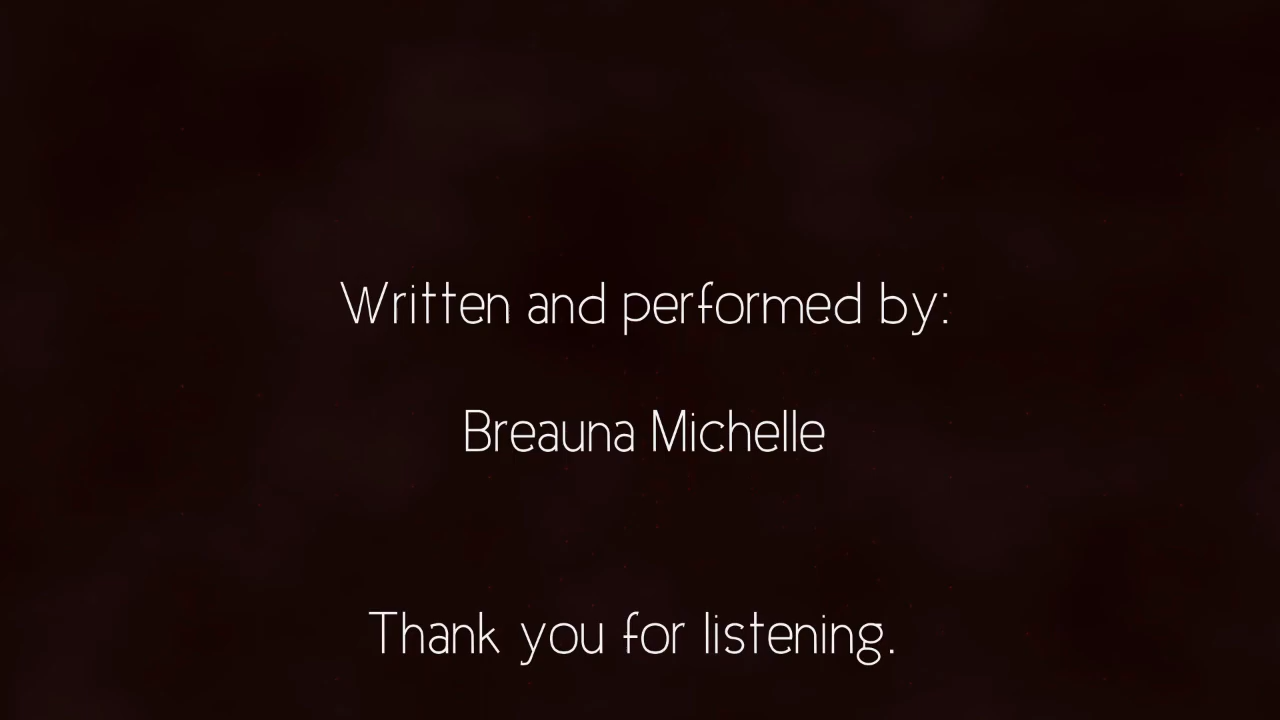 Written and performed by:
Breauna Michelle
Thank you for listening.